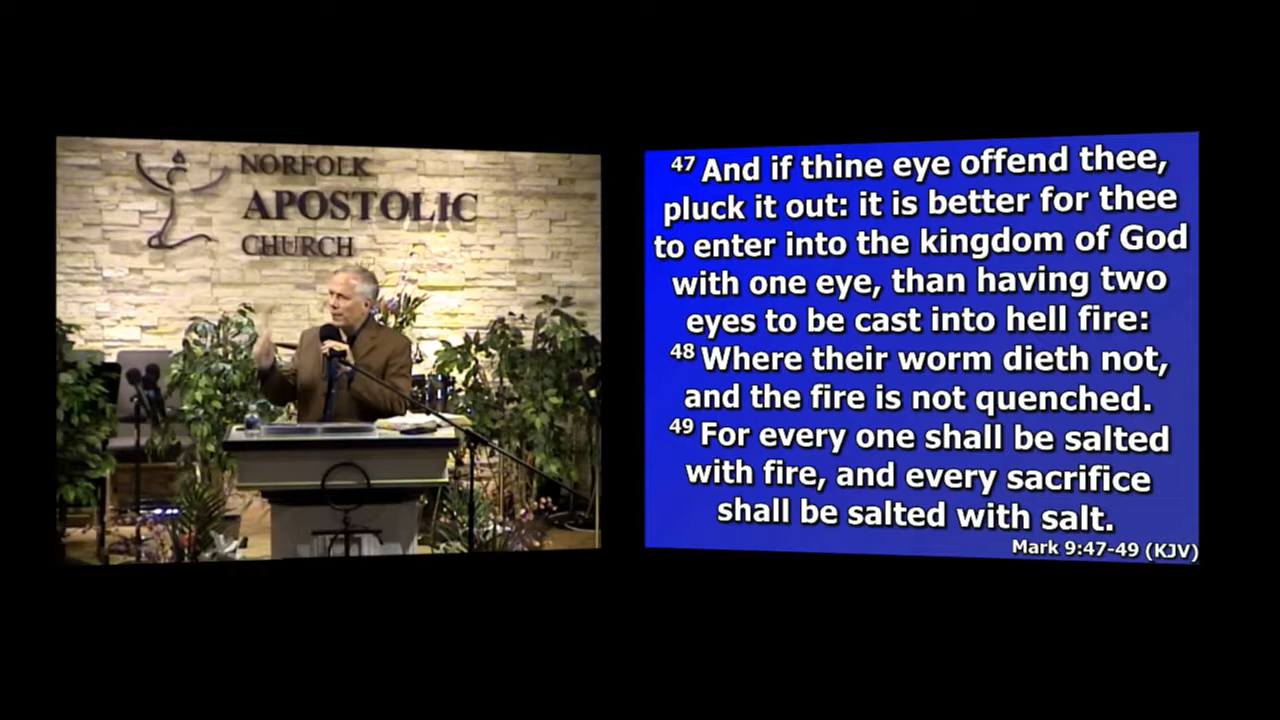 NORFOLK
APOSTOLIC
CHURCH
47 And if thine eye offend thee,
pluck it out: it is better for thee
to enter into the kingdom of God
with one eye, than having two
eyes to be cast into hell fire:
48 Where their worm dieth not,
and the fire is not quenched.
49 For every one shall be salted
with fire, and every sacrifice
shall be salted with salt.
Mark 9:47-49 (KJV)